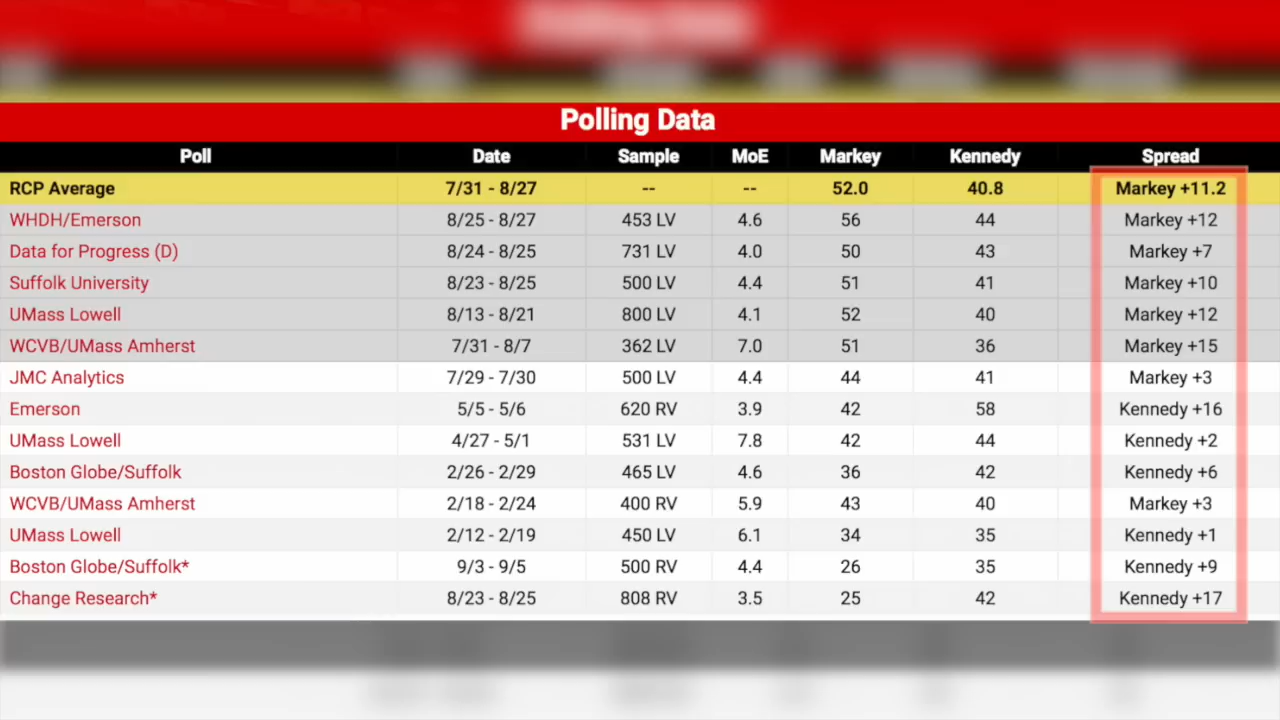 Polling Data
Poll Date Sample MoE Markey Kennedy Spread
RCP Average 7/31 - 8/27 -- -- 52.0 40.8 Markey +11.2
WHDH/Emerson 8/25 - 8/27 453 LV 4.6 56 44 Markey +12
Data for Progress (D) 8/24 - 8/25 731 LV 4.0 50 43 Markey +7
Suffolk University 8/23 - 8/25 500 LV 4.4 51 41 Markey +10
UMass Lowell 8/13 - 8/21 800 LV 4.1 52 40 Markey +12
WCVB/UMass Amherst 7/31 - 8/7 362 LV 7.0 51 36 Markey +15
JMC Analytics 7/29 - 7/30 500 LV 4.4 44 41 Markey +3
Emerson 5/5 - 5/6 620 RV 3.9 42 58 Kennedy +16
UMass Lowell 4/27 - 5/1 531 LV 7.8 42 44 Kennedy +2
Boston Globe/Suffolk 2/26 - 2/29 465 LV 4.6 36 42 Kennedy +6
WCVB/UMass Amherst 2/18 - 2/24 400 RV 5.9 43 40 Markey +3
UMass Lowell 2/12 - 2/19 450 LV 6.1 34 35 Kennedy +1
Boston Globe/Suffolk* 9/3 - 9/5 500 RV 4.4 26 35 Kennedy +9
Change Research* 8/23 - 8/25 808 RV 3.5 25 42 Kennedy +17